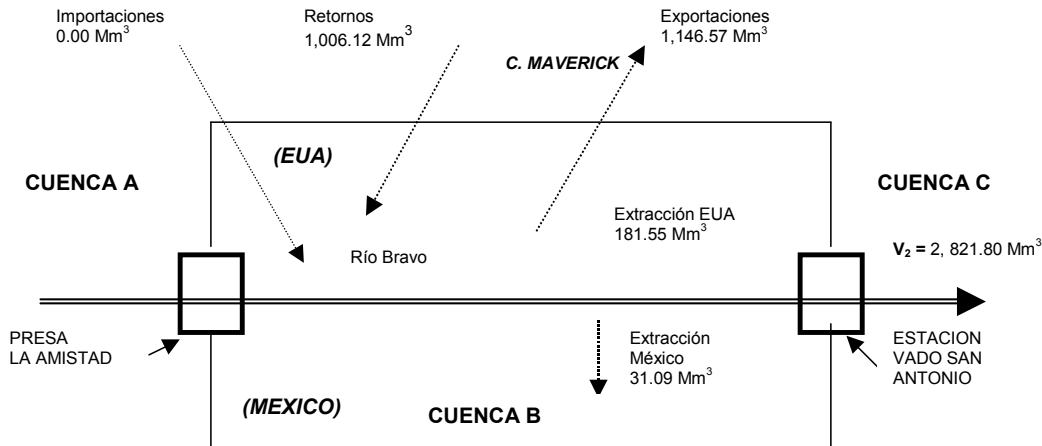 Importaciones
0.00 Mm³
Retornos
1,006.12 Mm³
Exportaciones
1,146.57 Mm³
C. MAVERICK
(EUA)
CUENCA A
CUENCA C
Extracción EUA
181.55 Mm³
V₂ = 2, 821.80 Mm³
Río Bravo
PRESA
LA AMISTAD
Extracción
México
31.09 Mm³
ESTACION
VADO SAN
ANTONIO
(MEXICO)
CUENCA B